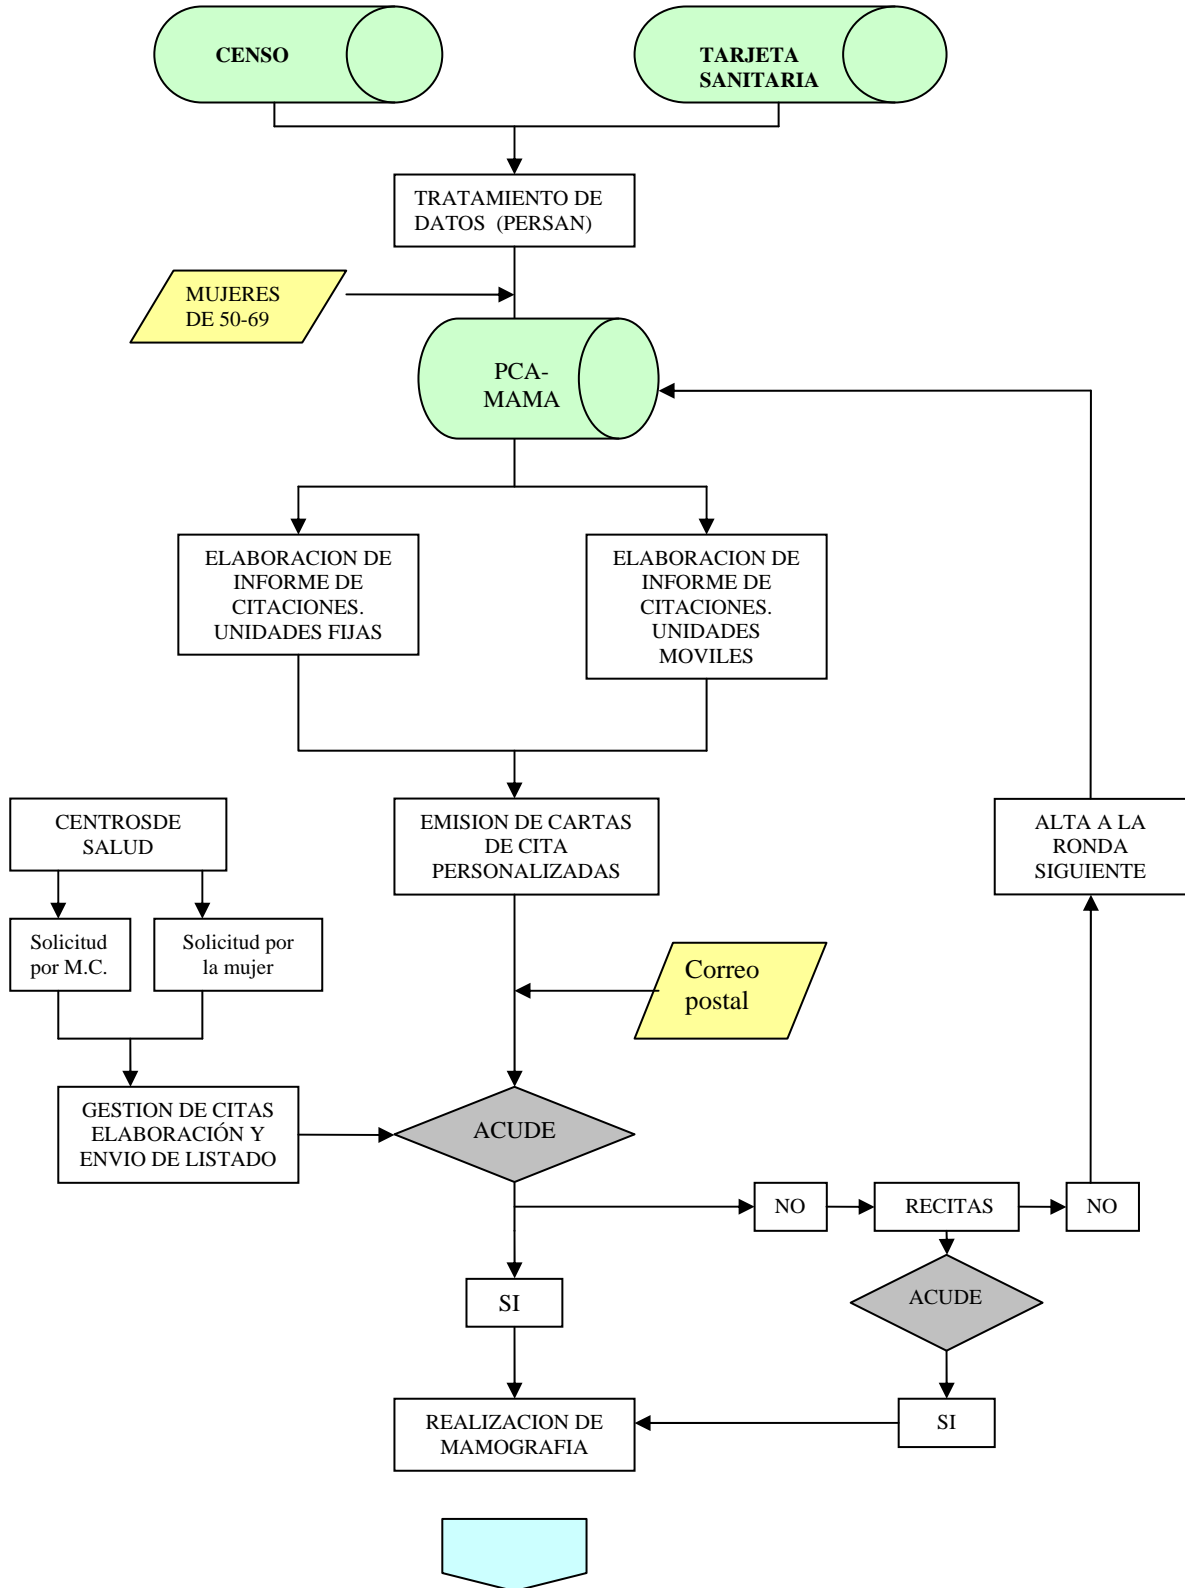 CENSO
TARJETA
SANITARIA
TRATAMIENTO DE
DATOS (PERSAN)
MUJERES
DE 50-69
PCA-
MAMA
ELABORACION DE
INFORME DE
CITACIONES.
UNIDADES FIJAS
ELABORACION DE
INFORME DE
CITACIONES.
UNIDADES
MOVILES
CENTROSDE
SALUD
EMISION DE CARTAS
DE CITA
PERSONALIZADAS
ALTA A LA
RONDA
SIGUIENTE
Solicitud
por M.C.
Solicitud por
la mujer
Correo
postal
GESTION DE CITAS
ELABORACIÓN Y
ENVIO DE LISTADO
ACUDE
NO
RECITAS
NO
SI
ACUDE
REALIZACION DE
MAMOGRAFIA
SI